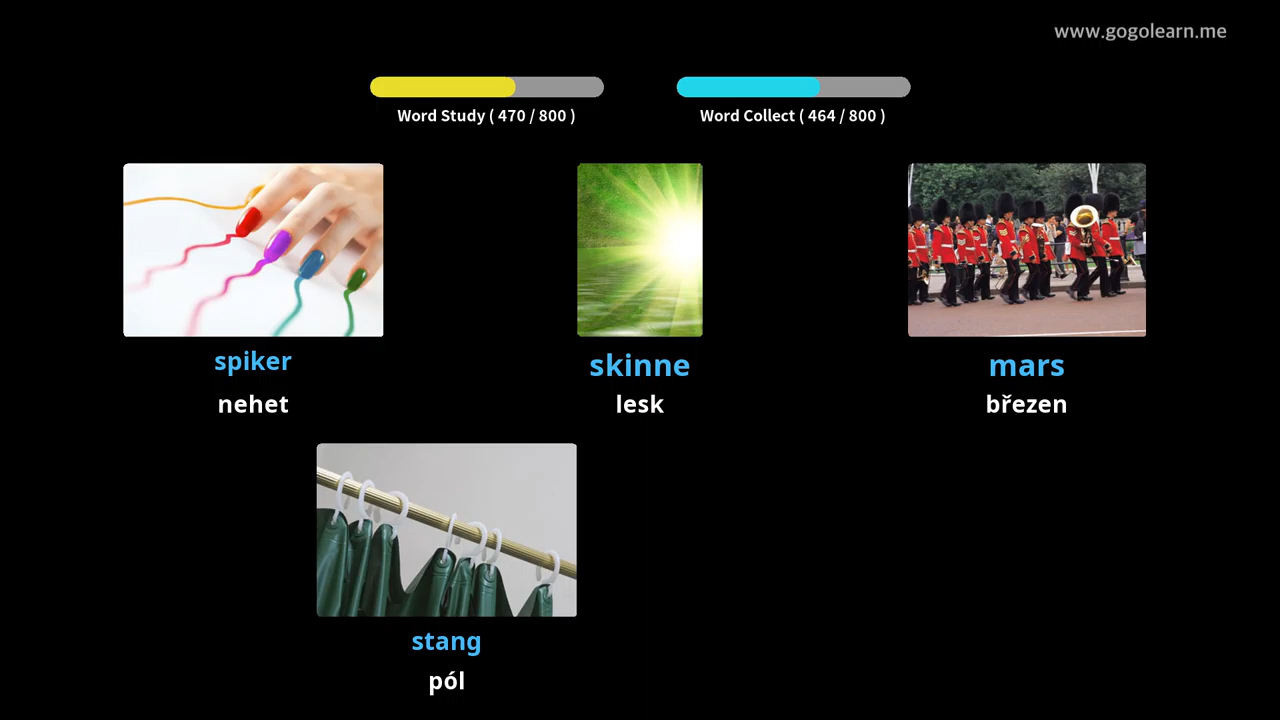 www.gogolearn.me
Word Study ( 470 / 800 )
Word Collect ( 464 / 800 )
spiker
nehet
skinne
lesk
mars
březen
stang
pól